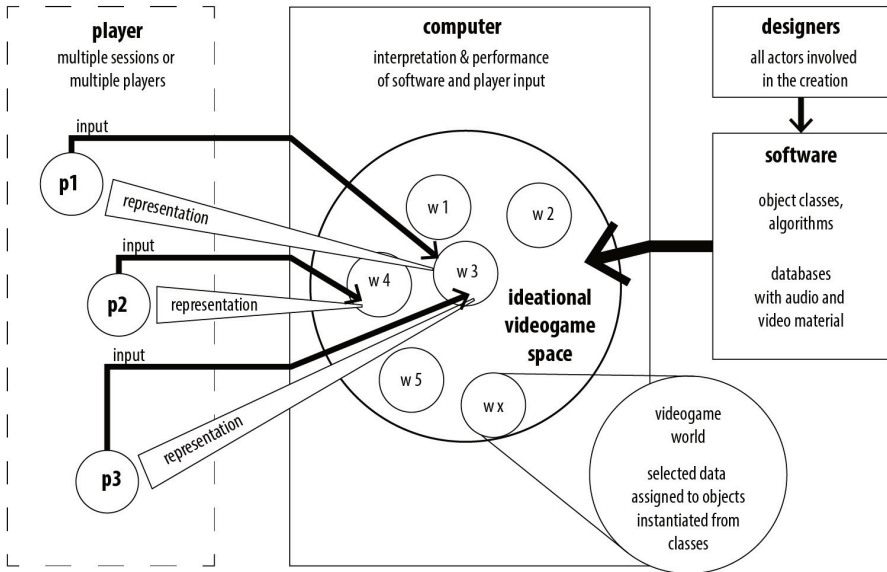 player
multiple sessions or
multiple players
computer
interpretation & performance
of software and player input
designers
all actors involved
in the creation
software
object classes,
algorithms
databases
with audio and
video material
input
p1
representation
input
p2
representation
input
p3
representation
w 1
w 2
w 3
w 4
ideational
videogame
space
w 5
w x
videogame
world
selected data
assigned to objects
instantiated from
classes